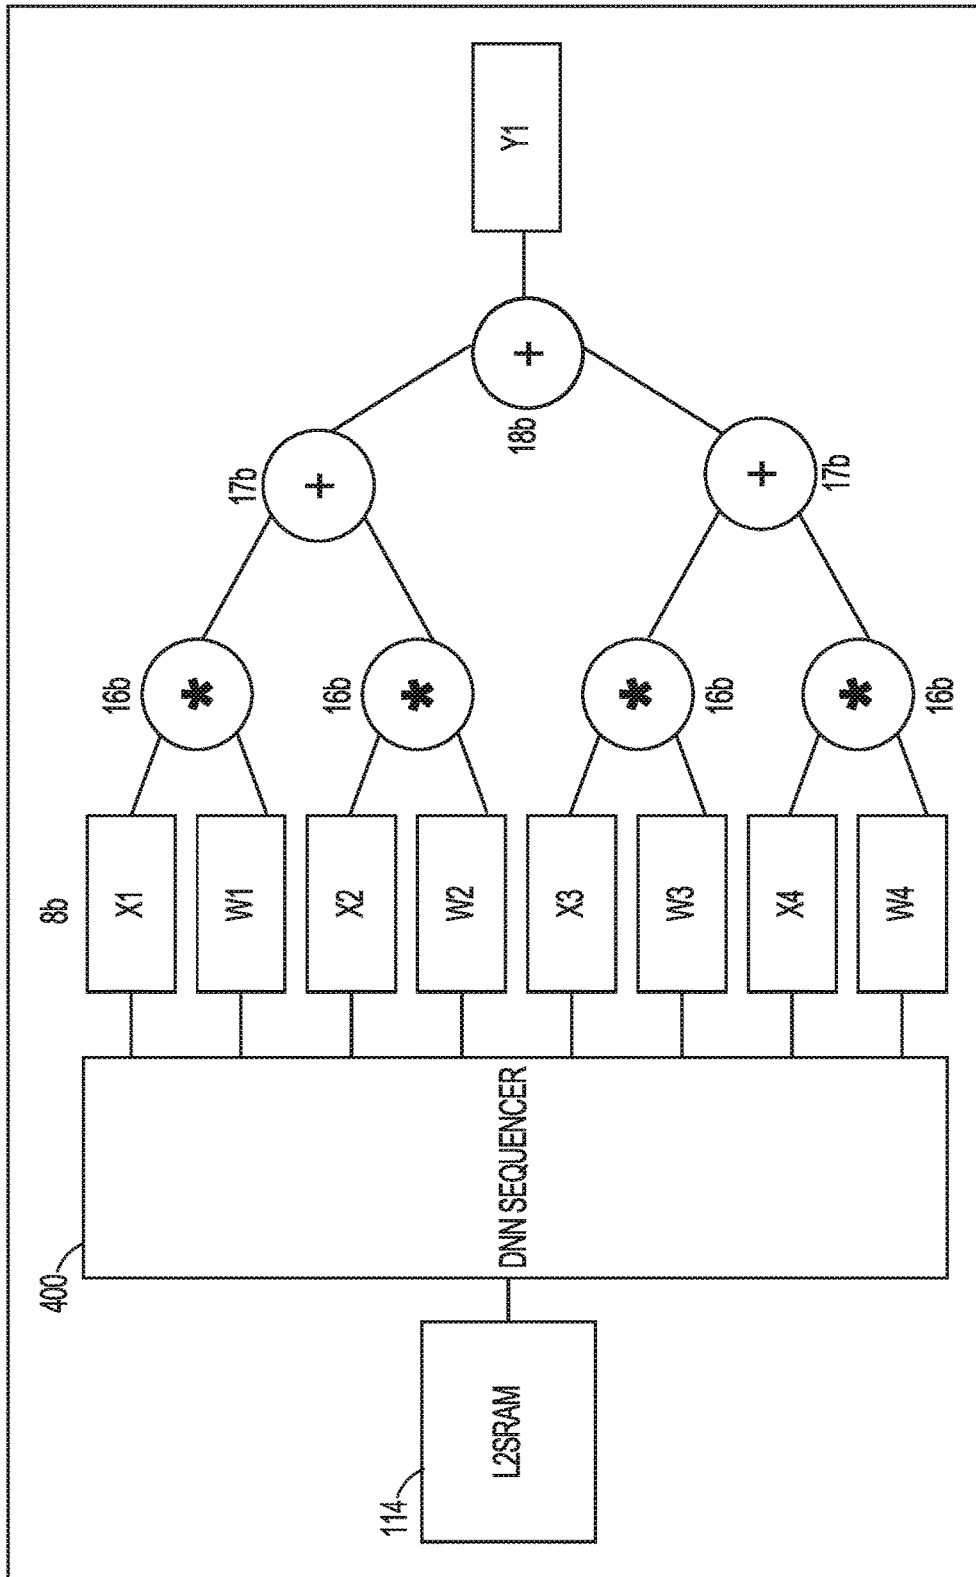 114
L2SRAM
400
DNN SEQUENCER
8b
X1
W1
X2
W2
X3
W3
X4
W4
16b
*
16b
*
*
16b
*
16b
17b
+
+
17b
+
18b
Y1